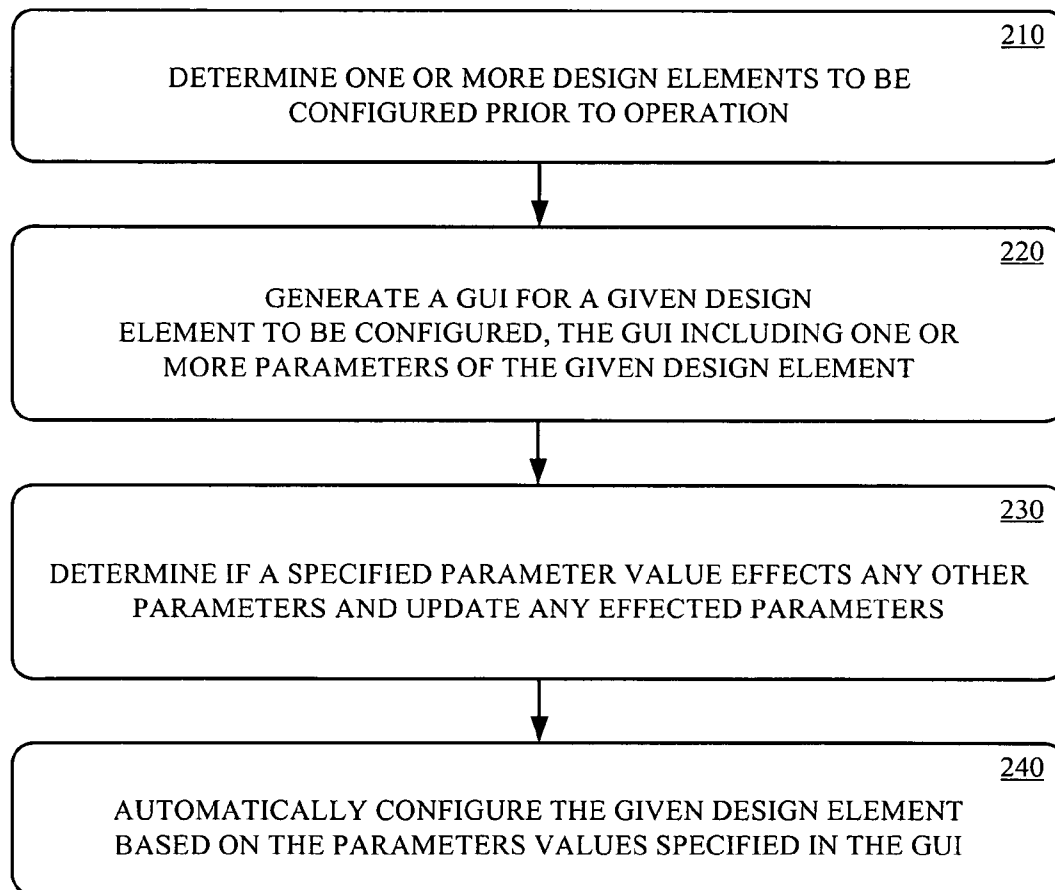 210
DETERMINE ONE OR MORE DESIGN ELEMENTS TO BE
CONFIGURED PRIOR TO OPERATION
220
GENERATE A GUI FOR A GIVEN DESIGN
ELEMENT TO BE CONFIGURED, THE GUI INCLUDING ONE OR
MORE PARAMETERS OF THE GIVEN DESIGN ELEMENT
230
DETERMINE IF A SPECIFIED PARAMETER VALUE EFFECTS ANY OTHER
PARAMETERS AND UPDATE ANY EFFECTED PARAMETERS
240
AUTOMATICALLY CONFIGURE THE GIVEN DESIGN ELEMENT
BASED ON THE PARAMETERS VALUES SPECIFIED IN THE GUI